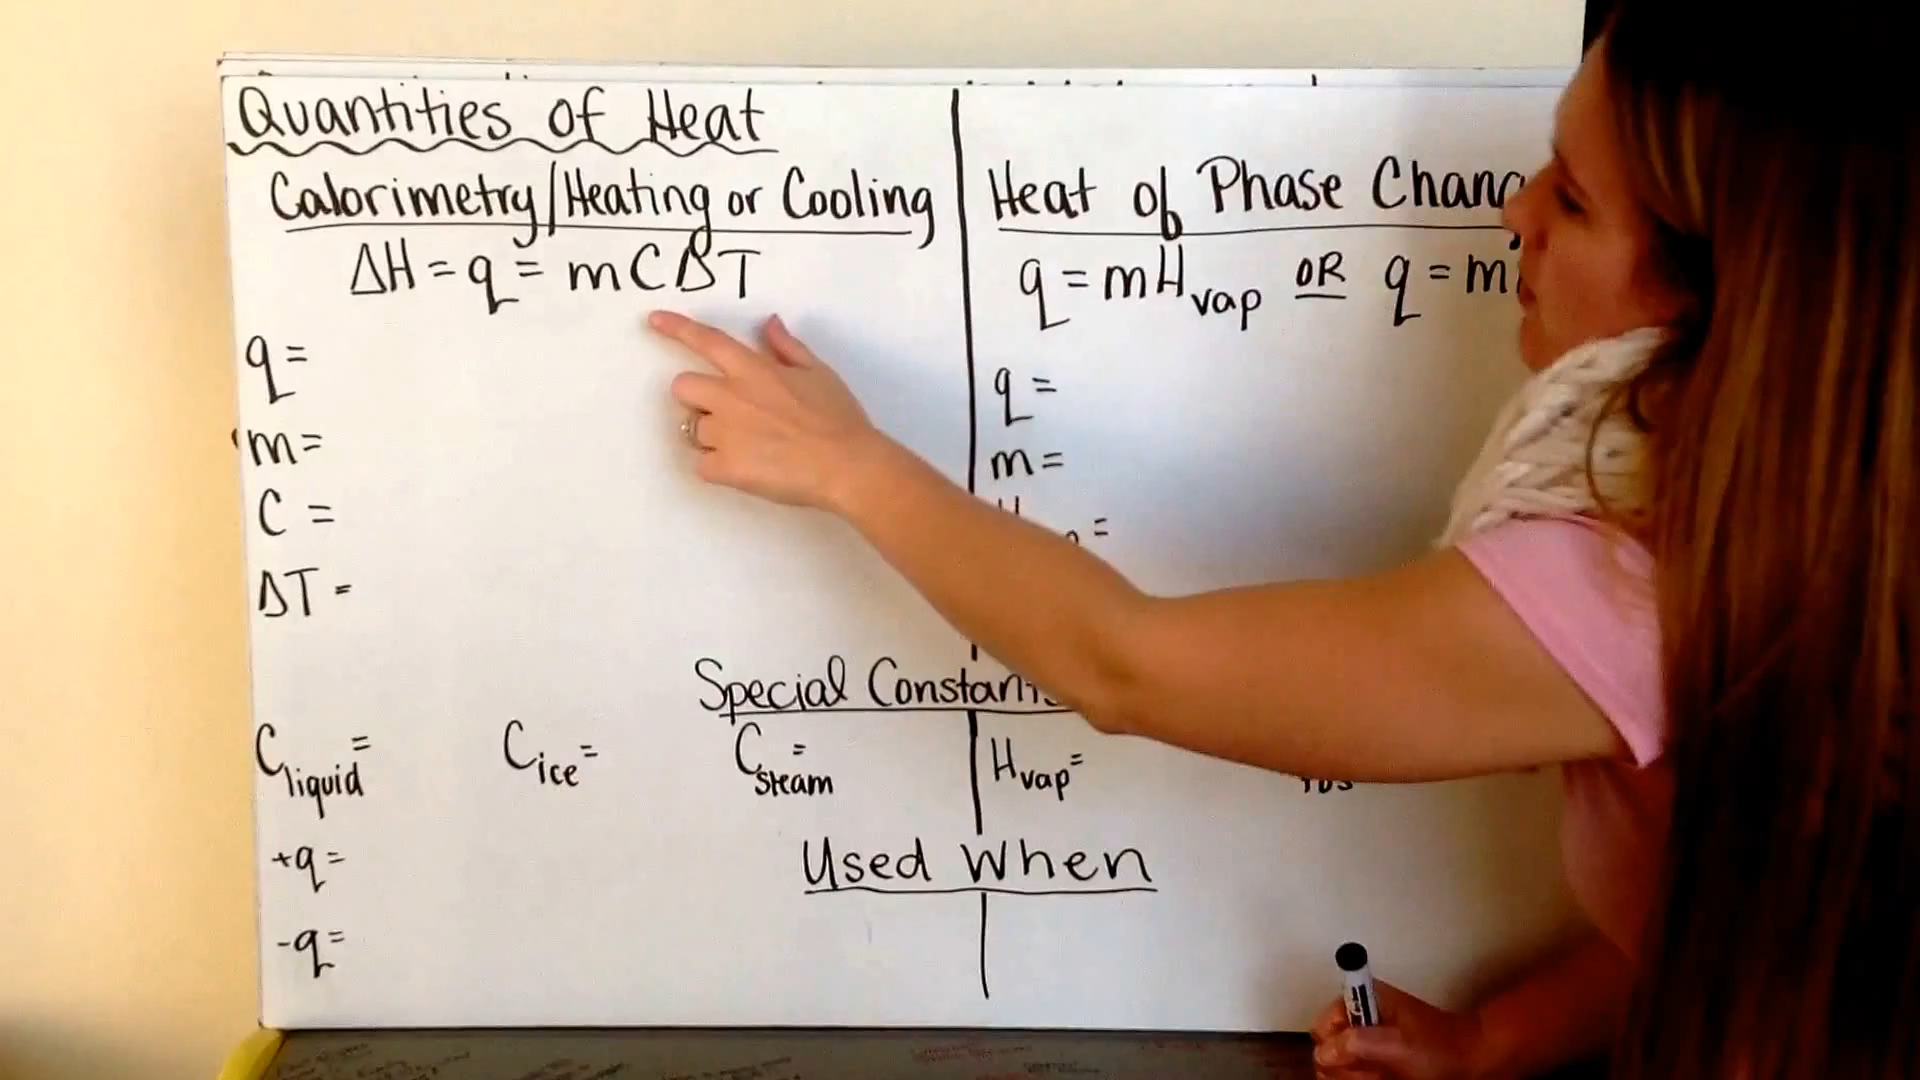 Quantities of Heat
Calorimetry/Heating or Cooling
ΔH = q = mCΔT
q =
m =
C =
ΔT =
Heat of Phase Chang
q = mH vap OR q = m
q =
m =
Special Constant
C liquid =
C ice =
C steam =
H vap =
+q =
-q =
Used When